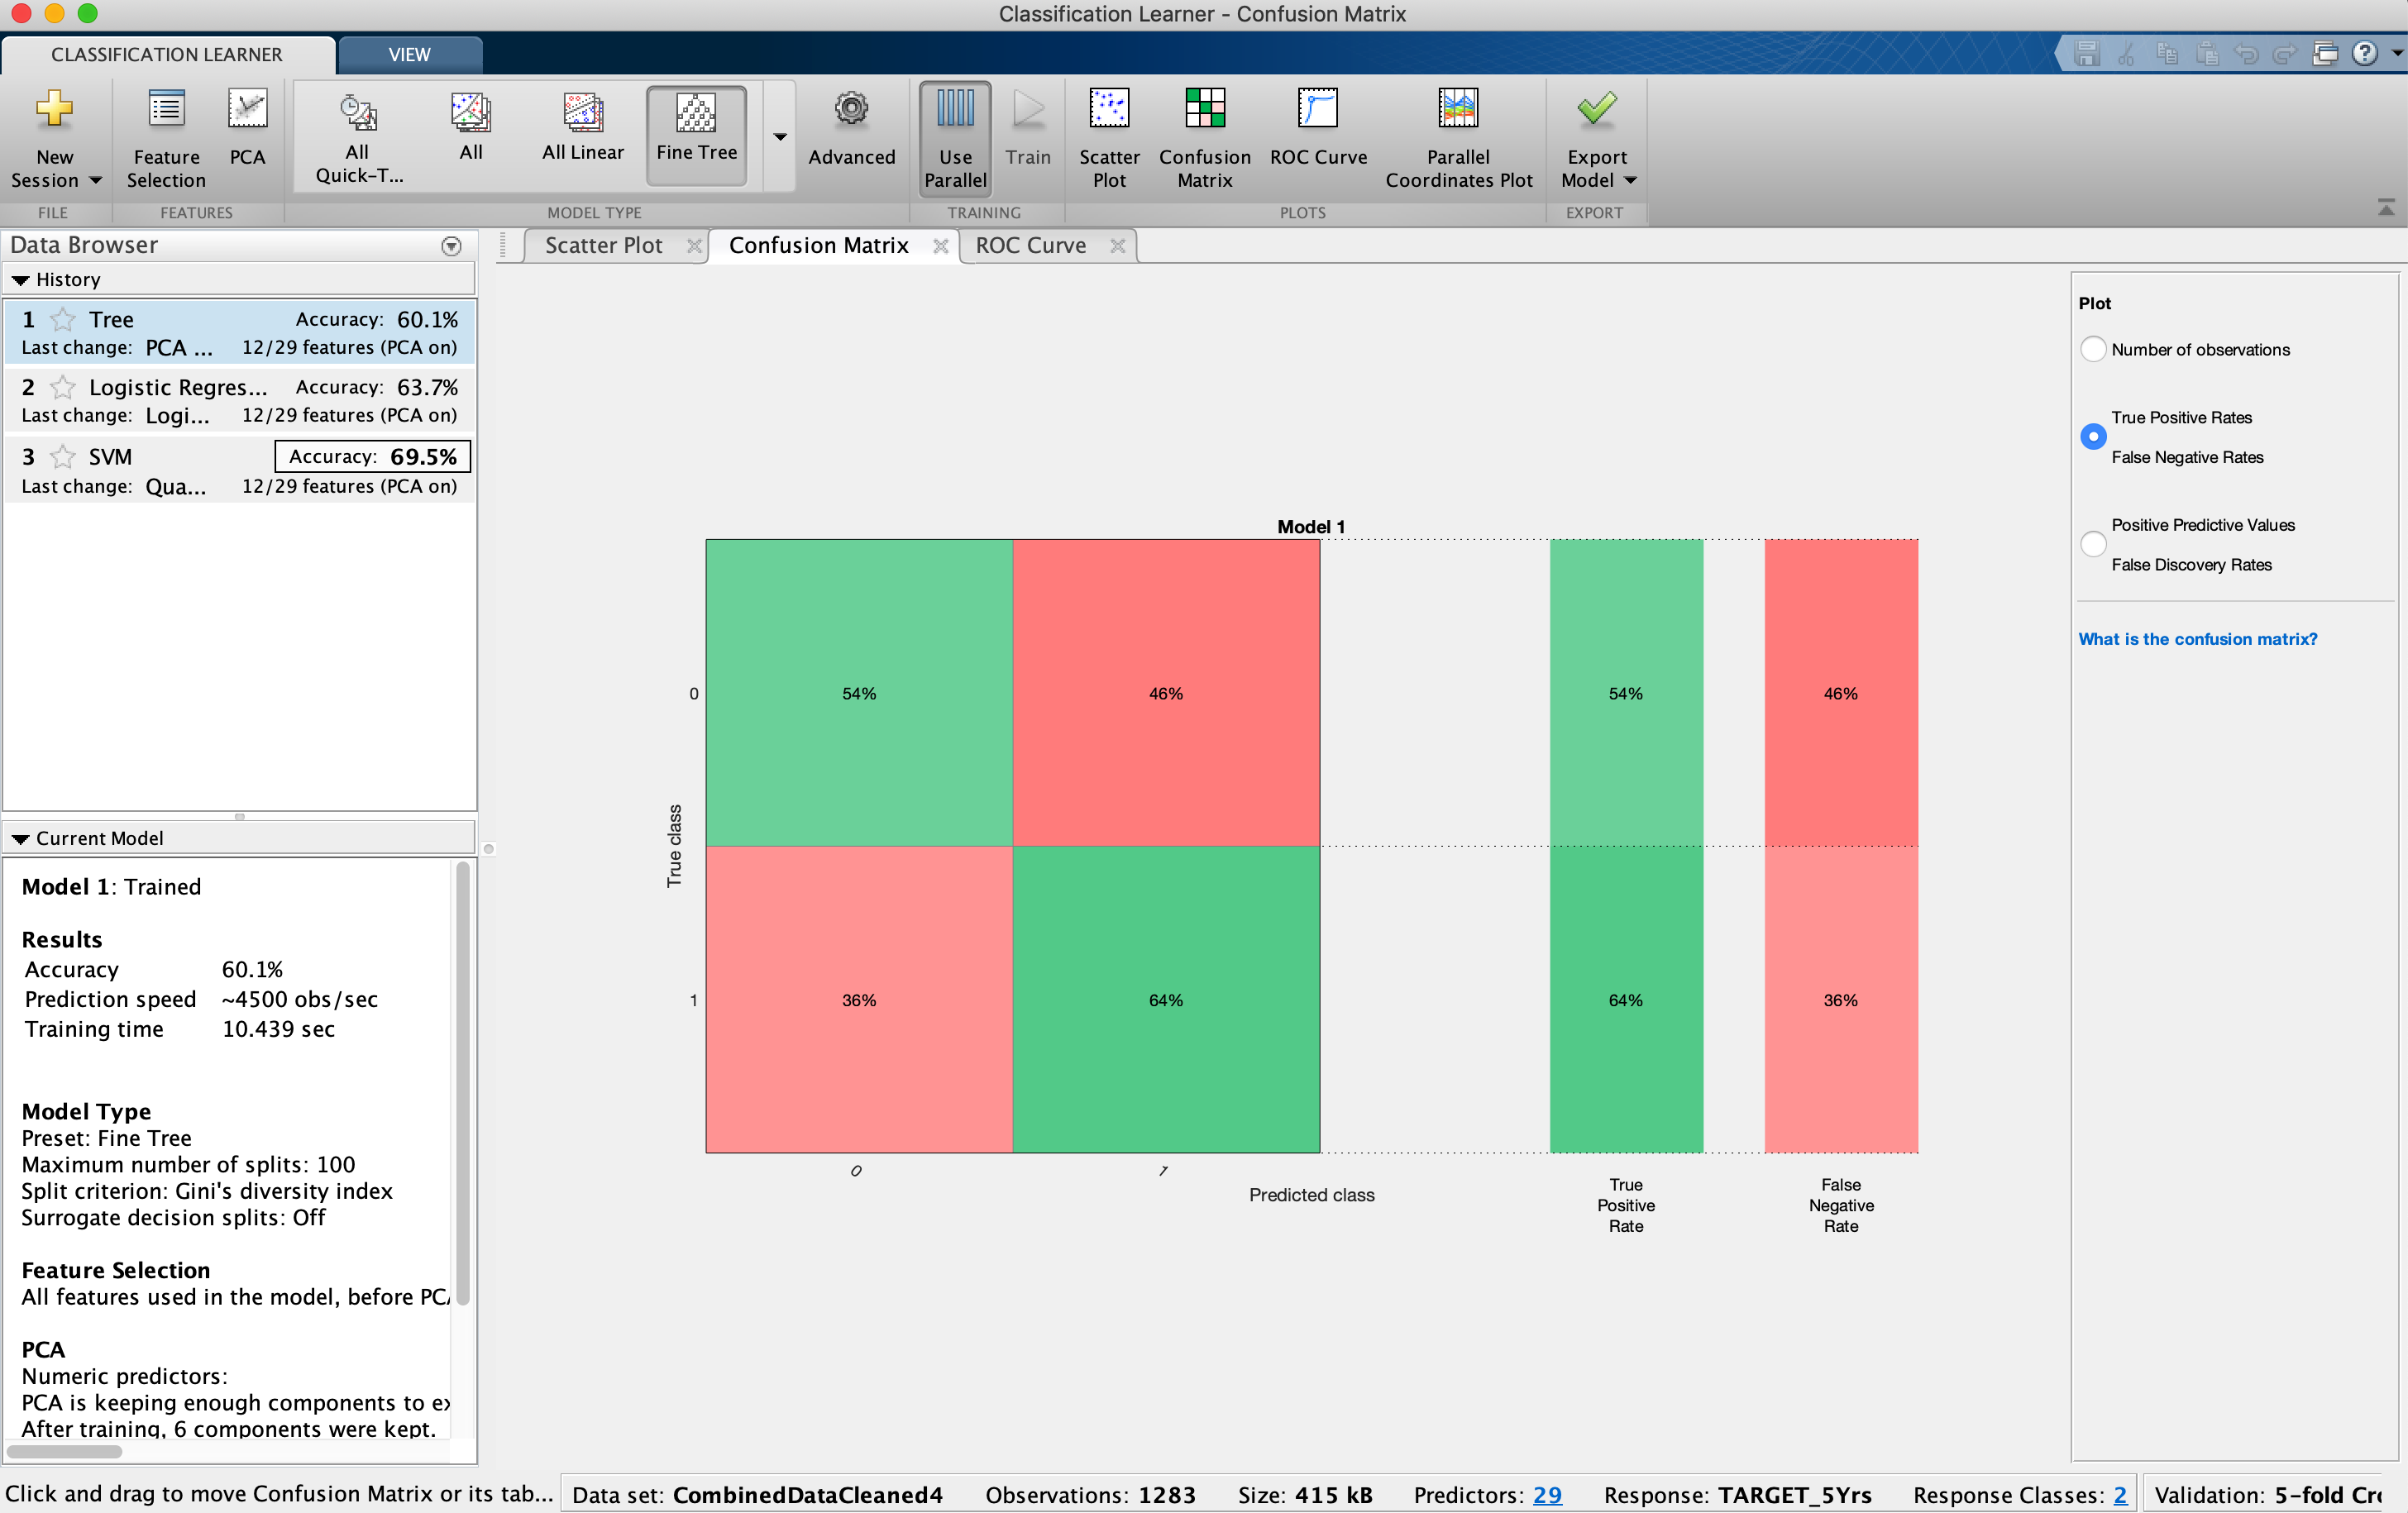 Classification Learner - Confusion Matrix
CLASSIFICATION LEARNER
VIEW
New
Session
Feature
Selection
PCA
All
Quick-T...
All
All Linear
Fine Tree
Advanced
Use
Parallel
Train
Scatter
Plot
Confusion
Matrix
ROC Curve
Parallel
Coordinates Plot
Export
Model
FILE
FEATURES
MODEL TYPE
TRAINING
PLOTS
EXPORT
Data Browser
History
1 Tree Accuracy: 60.1%
Last change: PCA ... 12/29 features (PCA on)
2 Logistic Regres... Accuracy: 63.7%
Last change: Logi... 12/29 features (PCA on)
3 SVM Accuracy: 69.5%
Last change: Qua... 12/29 features (PCA on)
Current Model
Model 1: Trained
Results
Accuracy 60.1%
Prediction speed ~4500 obs/sec
Training time 10.439 sec
Model Type
Preset: Fine Tree
Maximum number of splits: 100
Split criterion: Gini's diversity index
Surrogate decision splits: Off
Feature Selection
All features used in the model, before PCA
PCA
Numeric predictors:
PCA is keeping enough components to ex
After training, 6 components were kept.
Scatter Plot
Confusion Matrix
ROC Curve
Model 1
True class
0
54%
46%
54%
46%
1
36%
64%
64%
36%
0
1
Predicted class
True
Positive
Rate
False
Negative
Rate
Plot
Number of observations
True Positive Rates
False Negative Rates
Positive Predictive Values
False Discovery Rates
What is the confusion matrix?
Click and drag to move Confusion Matrix or its tab...
Data set: CombinedDataCleaned4 Observations: 1283 Size: 415 kB Predictors: 29 Response: TARGET_5Yrs Response Classes: 2
Validation: 5-fold Cr